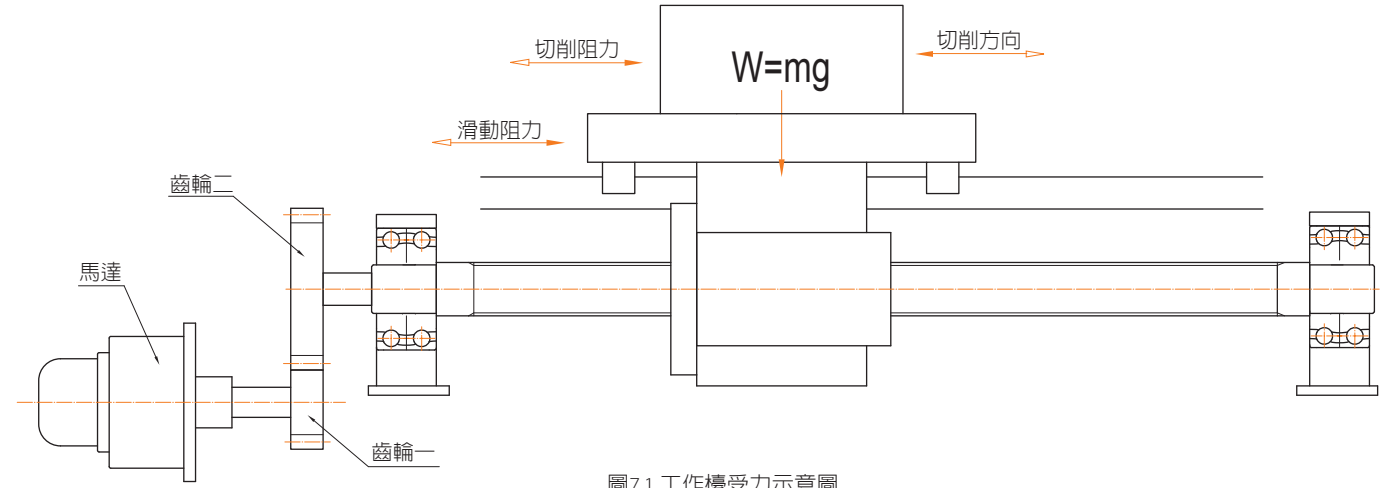 切削阻力
W=mg
切削方向
滑動阻力
齒輪二
馬達
齒輪一
圖7.1 工作檯受力示意圖